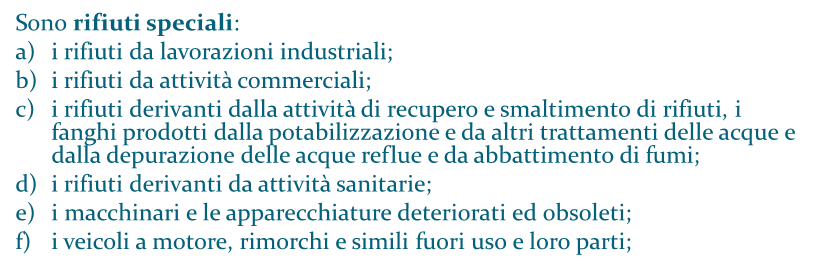 Sono rifiuti speciali:
a) i rifiuti da lavorazioni industriali;
b) i rifiuti da attività commerciali;
c) i rifiuti derivanti dalla attività di recupero e smaltimento di rifiuti, i
fanghi prodotti dalla potabilizzazione e da altri trattamenti delle acque e
dalla depurazione delle acque reflue e da abbattimento di fumi;
d) i rifiuti derivanti da attività sanitarie;
e) i macchinari e le apparecchiature deteriorati ed obsoleti;
f) i veicoli a motore, rimorchi e simili fuori uso e loro parti;